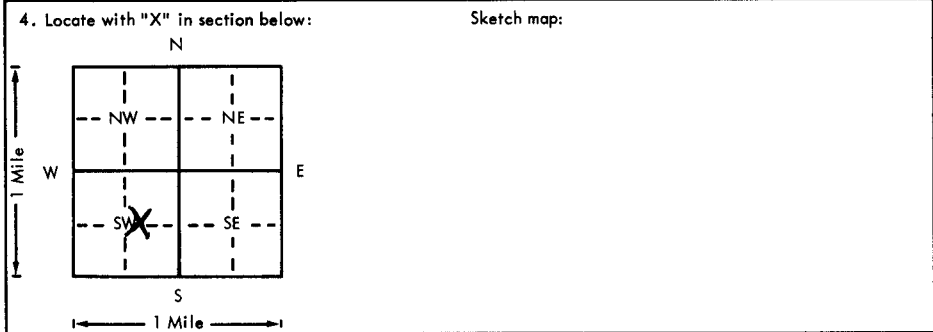 4. Locate with "X" in section below: Sketch map:
N
NW NE
1 Mile W E
SW X SE
S
1 Mile